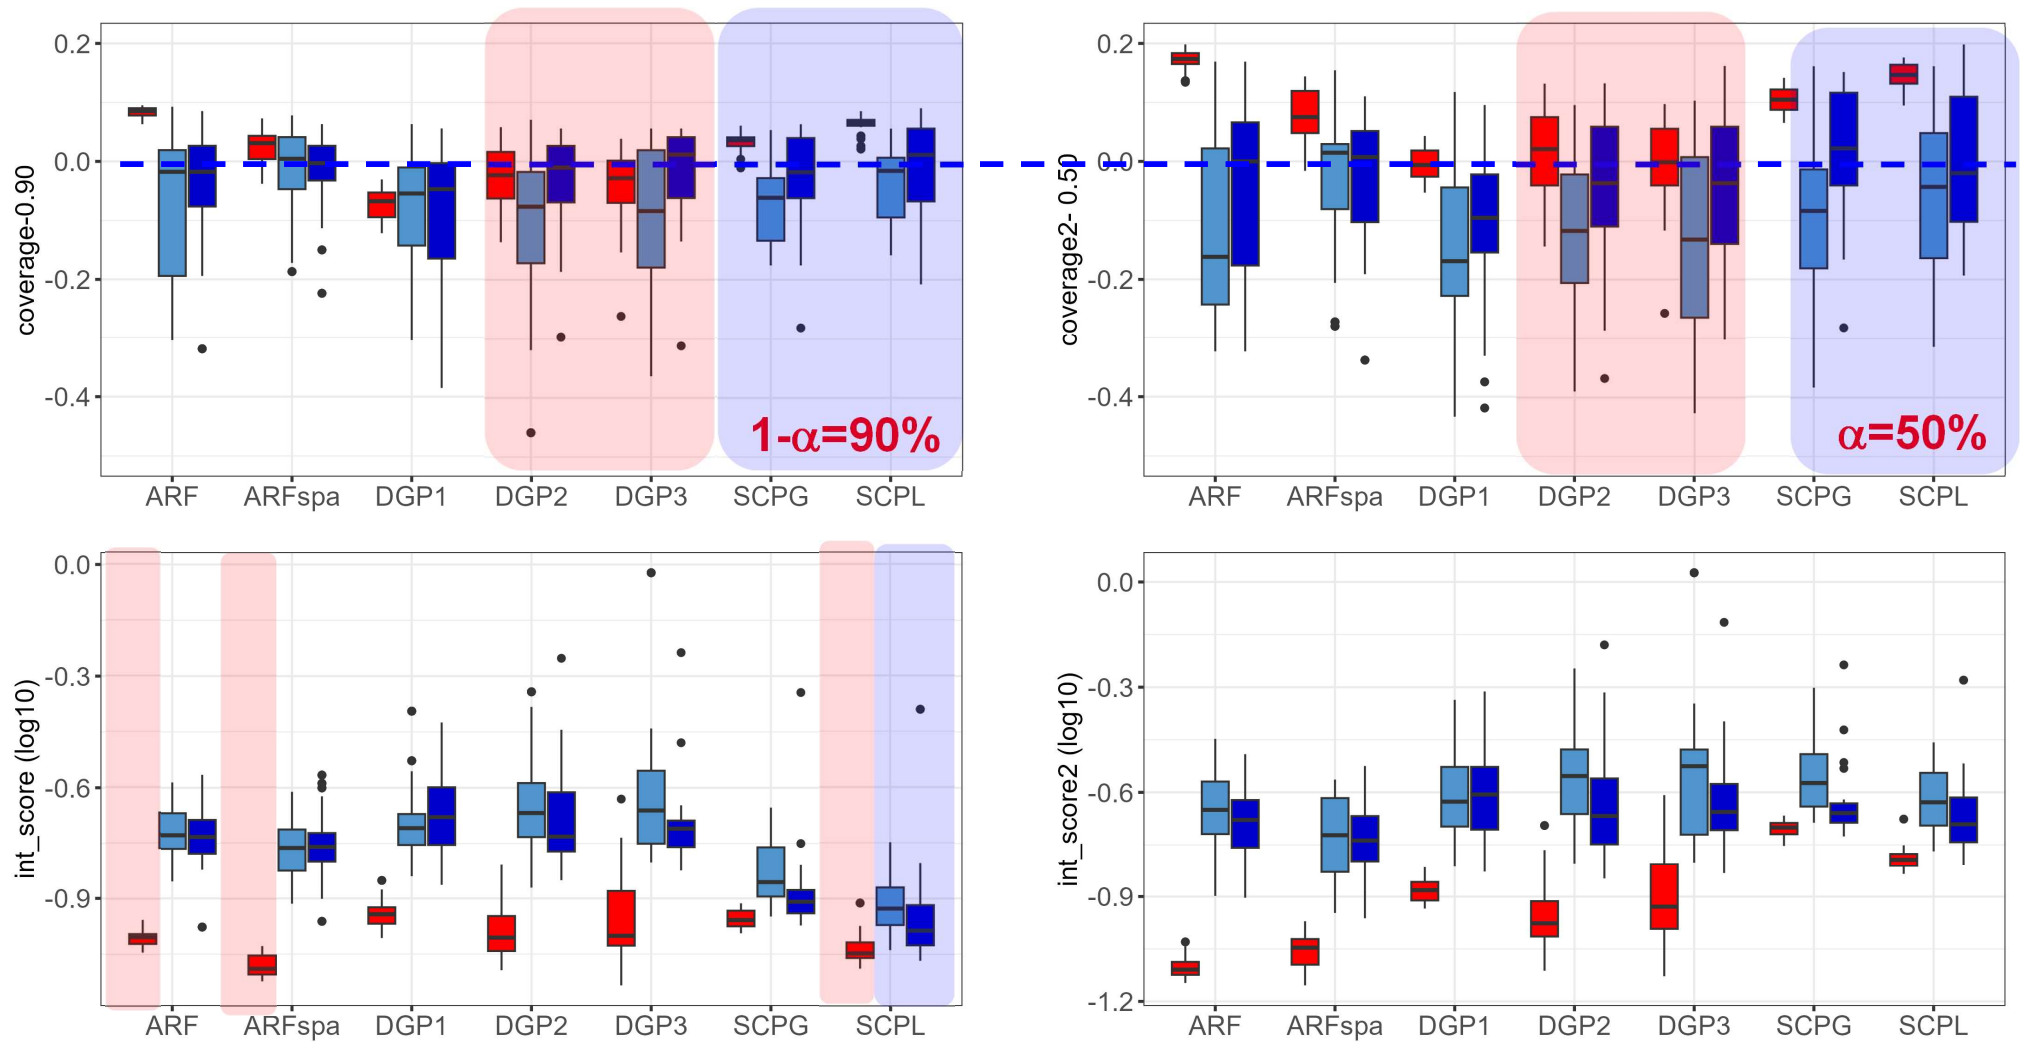 coverage-0.90
0.2
0.0
-0.2
-0.4
1-α=90%
ARF ARFspa DGP1 DGP2 DGP3 SCPG SCPL
coverage2- 0.50
0.2
0.0
-0.2
-0.4
α=50%
ARF ARFspa DGP1 DGP2 DGP3 SCPG SCPL
int_score (log10)
0.0
-0.3
-0.6
-0.9
ARF ARFspa DGP1 DGP2 DGP3 SCPG SCPL
int_score2 (log10)
0.0
-0.3
-0.6
-0.9
-1.2
ARF ARFspa DGP1 DGP2 DGP3 SCPG SCPL